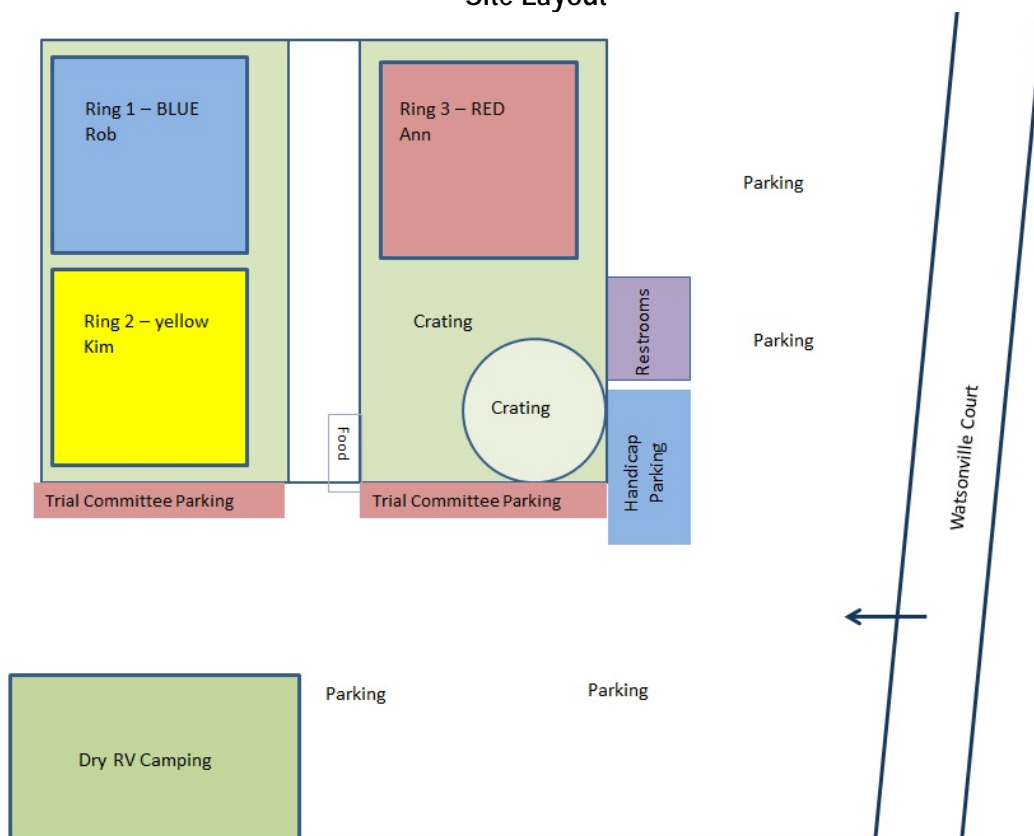 Site Layout
Ring 1 – BLUE
Rob
Ring 3 – RED
Ann
Parking
Ring 2 – yellow
Kim
Crating
Restrooms
Parking
Crating
Food
Handicap
Parking
Watsonville Court
Trial Committee Parking
Trial Committee Parking
Parking
Parking
Dry RV Camping